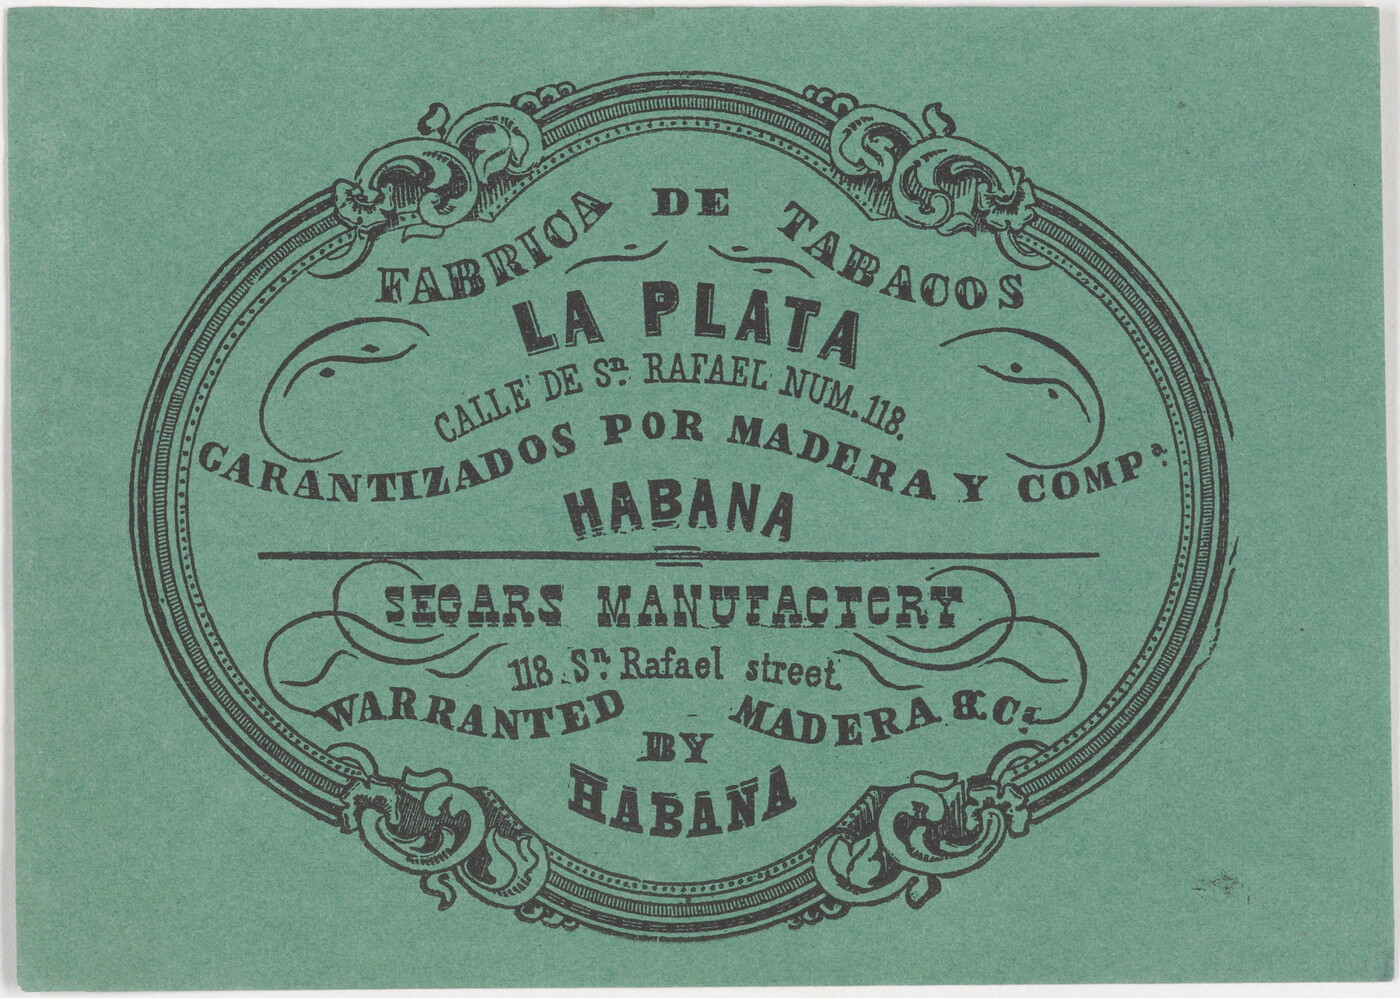 FABRICA DE TABACOS
LA PLATA
CALLE DE Sn. RAFAEL NUM. 118.
GARANTIZADOS POR MADERA Y COMPa.
HABANA
SEGARS MANUFACTORY
118 Sn. Rafael street.
WARRANTED BY MADERA & Co.
HABANA